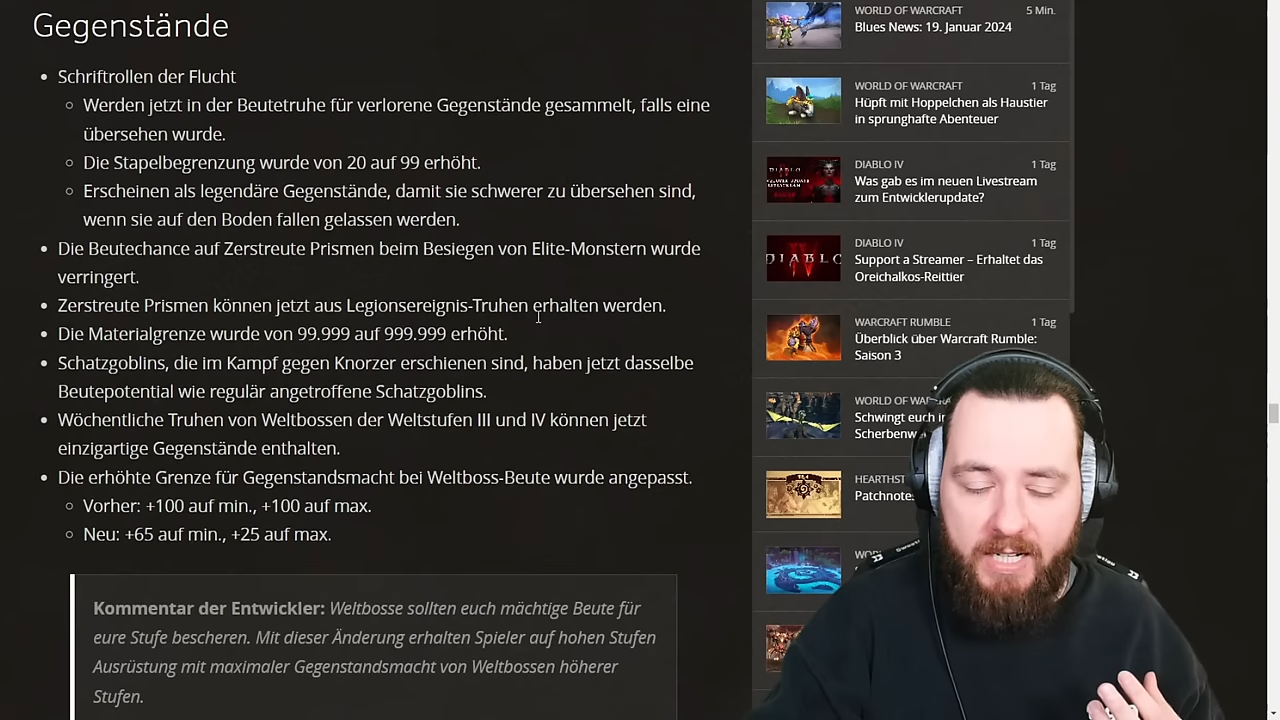 Gegenstände
Schriftrollen der Flucht
Werden jetzt in der Beutetruhe für verlorene Gegenstände gesammelt, falls eine
übersehen wurde.
Die Stapelbegrenzung wurde von 20 auf 99 erhöht.
Erscheinen als legendäre Gegenstände, damit sie schwerer zu übersehen sind,
wenn sie auf den Boden fallen gelassen werden.
Die Beutechance auf Zerstreute Prismen beim Besiegen von Elite-Monstern wurde
verringert.
Zerstreute Prismen können jetzt aus Legionsereignis-Truhen erhalten werden.
Die Materialgrenze wurde von 99.999 auf 999.999 erhöht.
Schatzgoblins, die im Kampf gegen Knorzer erschienen sind, haben jetzt dasselbe
Beutepotential wie regulär angetroffene Schatzgoblins.
Wöchentliche Truhen von Weltbossen der Weltstufen III und IV können jetzt
einzigartige Gegenstände enthalten.
Die erhöhte Grenze für Gegenstandsmacht bei Weltboss-Beute wurde angepasst.
Vorher: +100 auf min., +100 auf max.
Neu: +65 auf min., +25 auf max.
Kommentar der Entwickler: Weltbosse sollten euch mächtige Beute für
eure Stufe bescheren. Mit dieser Änderung erhalten Spieler auf hohen Stufen
Ausrüstung mit maximaler Gegenstandsmacht von Weltbossen höherer
Stufen.
WORLD OF WARCRAFT 5 Min.
Blues News: 19. Januar 2024
WORLD OF WARCRAFT 1 Tag
Hüpft mit Hoppelchen als Haustier
in sprunghafte Abenteuer
DIABLO IV 1 Tag
Was gab es im neuen Livestream
zum Entwicklerupdate?
DIABLO IV 1 Tag
Support a Streamer – Erhaltet das
Oreichalkos-Reittier
WARCRAFT RUMBLE 1 Tag
Überblick über Warcraft Rumble:
Saison 3
WORLD OF
Schwingt euch
HEARTHST
Patchnote